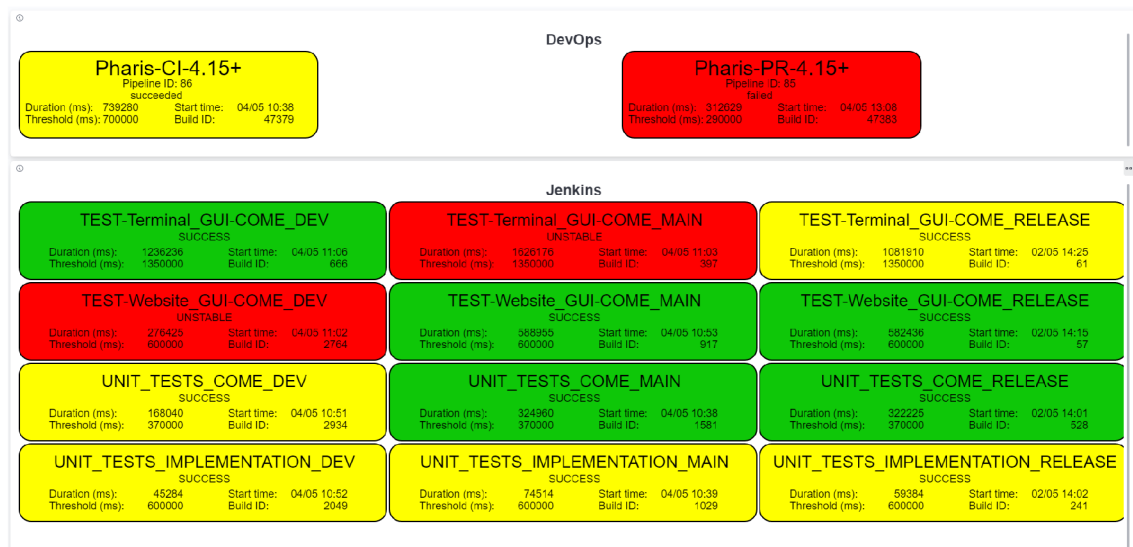 DevOps
Pharis-CI-4.15+
Pipeline ID: 86
succeeded
Duration (ms): 739280 Start time: 04/05 10:38
Threshold (ms): 700000 Build ID: 47379
Pharis-PR-4.15+
Pipeline ID: 85
failed
Duration (ms): 312629 Start time: 04/05 13:08
Threshold (ms): 290000 Build ID: 47383
Jenkins
TEST-Terminal_GUI-COME_DEV
SUCCESS
Duration (ms): 1236236 Start time: 04/05 11:06
Threshold (ms): 1350000 Build ID: 666
TEST-Terminal_GUI-COME_MAIN
UNSTABLE
Duration (ms): 1626176 Start time: 04/05 11:03
Threshold (ms): 1350000 Build ID: 397
TEST-Terminal_GUI-COME_RELEASE
SUCCESS
Duration (ms): 1081910 Start time: 02/05 14:25
Threshold (ms): 1350000 Build ID: 61
TEST-Website_GUI-COME_DEV
UNSTABLE
Duration (ms): 276425 Start time: 04/05 11:02
Threshold (ms): 600000 Build ID: 2764
TEST-Website_GUI-COME_MAIN
SUCCESS
Duration (ms): 588955 Start time: 04/05 10:53
Threshold (ms): 600000 Build ID: 917
TEST-Website_GUI-COME_RELEASE
SUCCESS
Duration (ms): 582436 Start time: 02/05 14:15
Threshold (ms): 600000 Build ID: 57
UNIT_TESTS_COME_DEV
SUCCESS
Duration (ms): 168040 Start time: 04/05 10:51
Threshold (ms): 370000 Build ID: 2934
UNIT_TESTS_COME_MAIN
SUCCESS
Duration (ms): 324960 Start time: 04/05 10:38
Threshold (ms): 370000 Build ID: 1581
UNIT_TESTS_COME_RELEASE
SUCCESS
Duration (ms): 322225 Start time: 02/05 14:01
Threshold (ms): 370000 Build ID: 528
UNIT_TESTS_IMPLEMENTATION_DEV
SUCCESS
Duration (ms): 45284 Start time: 04/05 10:52
Threshold (ms): 600000 Build ID: 2049
UNIT_TESTS_IMPLEMENTATION_MAIN
SUCCESS
Duration (ms): 74514 Start time: 04/05 10:39
Threshold (ms): 600000 Build ID: 1029
UNIT_TESTS_IMPLEMENTATION_RELEASE
SUCCESS
Duration (ms): 59384 Start time: 02/05 14:02
Threshold (ms): 600000 Build ID: 241